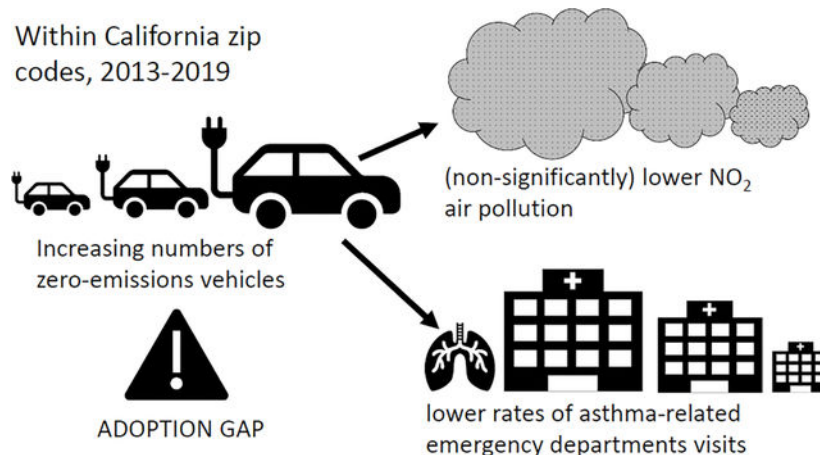 Within California zip
codes, 2013-2019
(non-significantly) lower NO₂
air pollution
Increasing numbers of
zero-emissions vehicles
ADOPTION GAP
lower rates of asthma-related
emergency departments visits